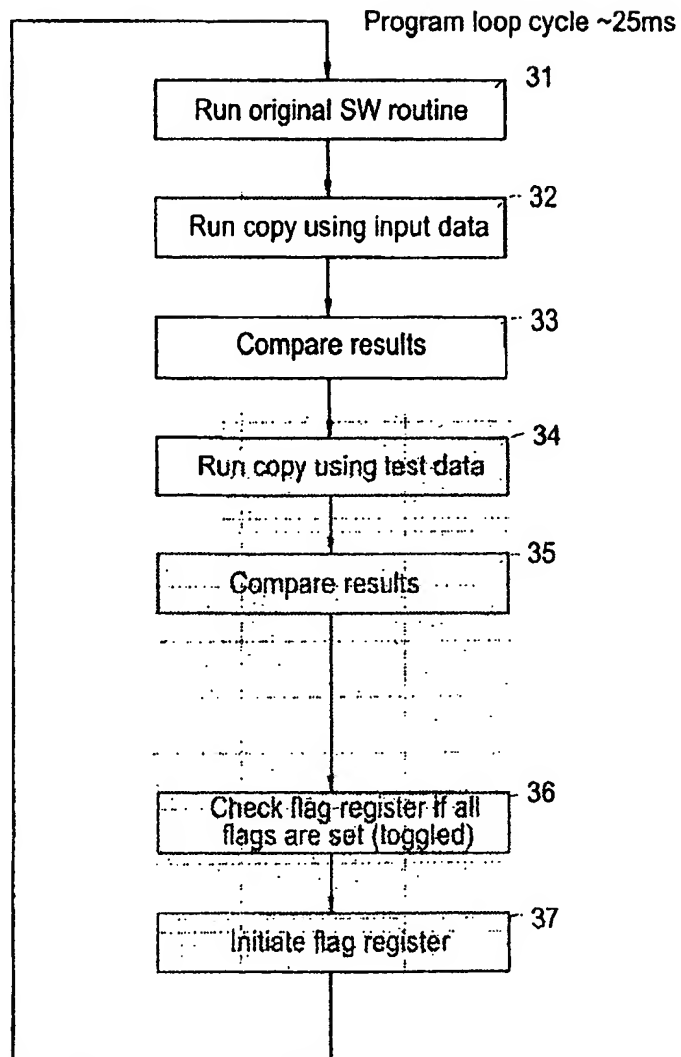 Program loop cycle ~25ms
31
Run original SW routine
32
Run copy using input data
33
Compare results
34
Run copy using test data
35
Compare results
36
Check flag register if all
flags are set (toggled)
37
Initiate flag register